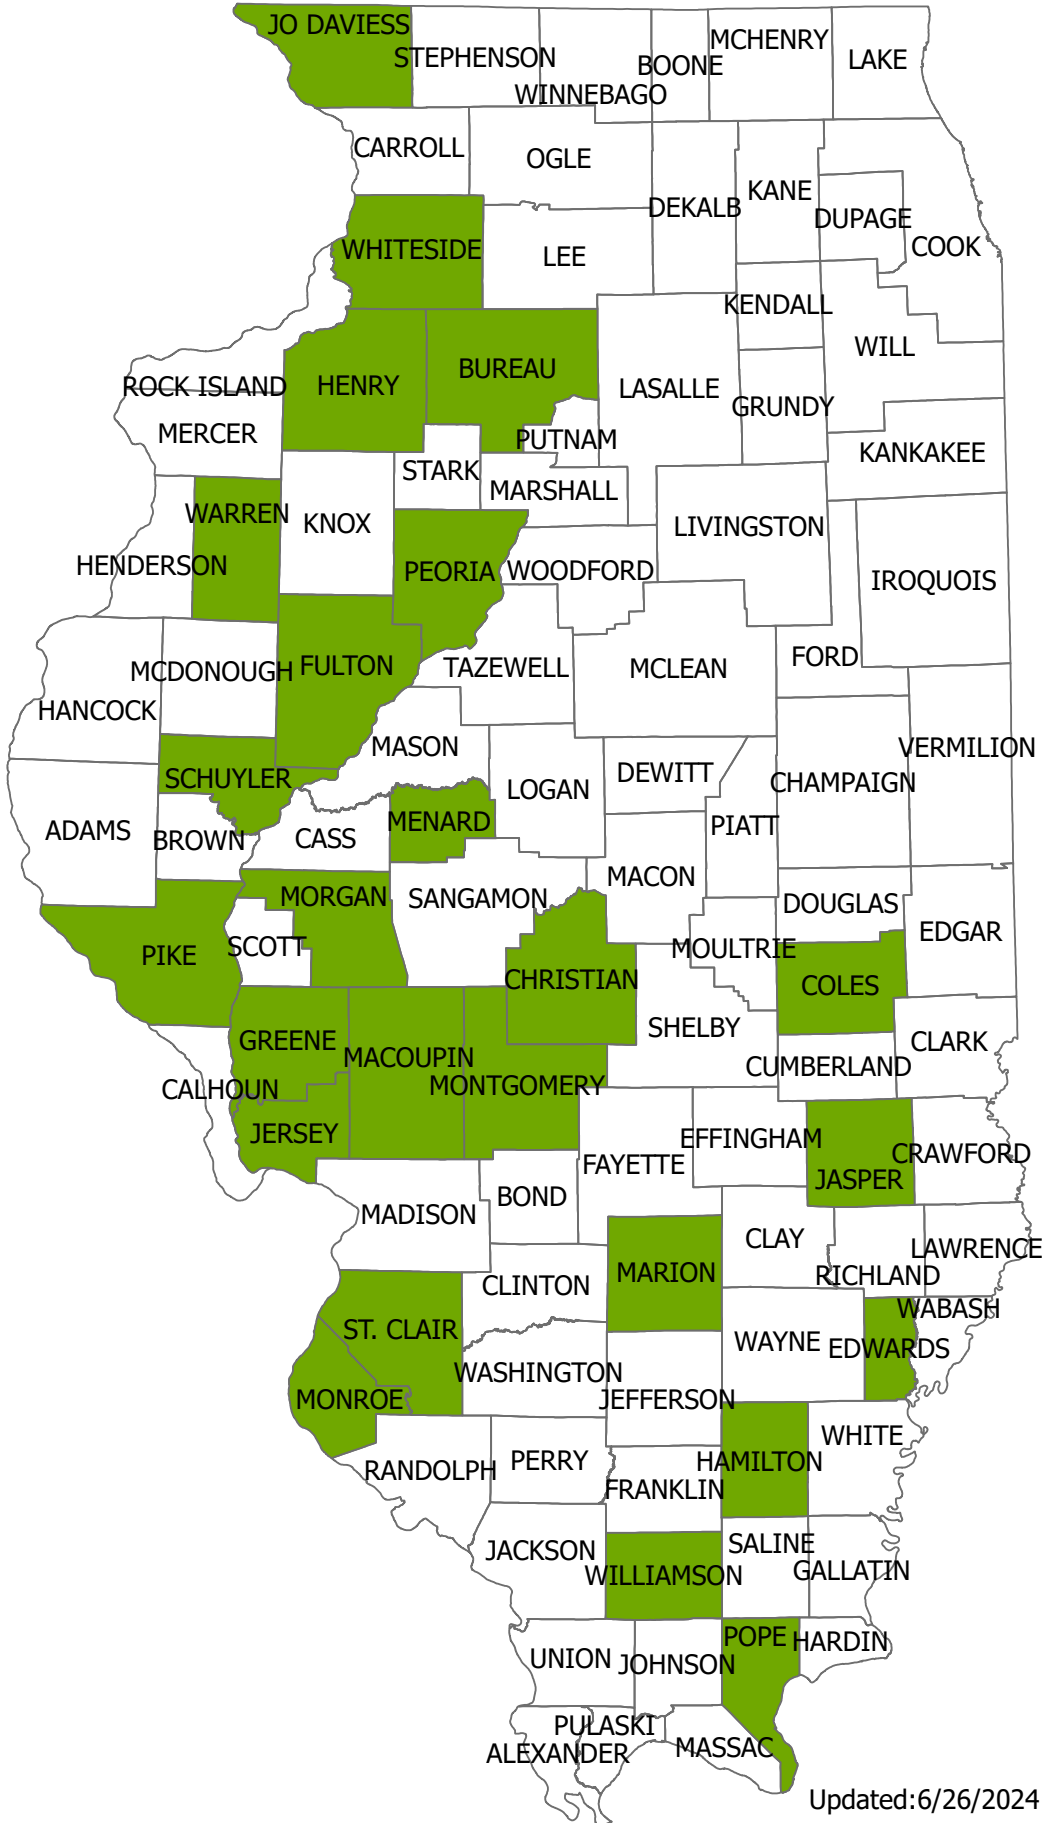 JO DAVIESS
STEPHENSON
WINNEBAGO
BOONE
MCHENRY
LAKE
CARROLL
OGLE
DEKALB
KANE
DUPAGE
COOK
WHITESIDE
LEE
KENDALL
WILL
ROCK ISLAND
HENRY
BUREAU
LASALLE
GRUNDY
MERCER
PUTNAM
KANKAKEE
STARK
MARSHALL
WARREN
KNOX
LIVINGSTON
HENDERSON
PEORIA
WOODFORD
IROQUOIS
MCDONOUGH
FULTON
TAZEWELL
MCLEAN
FORD
HANCOCK
MASON
VERMILION
SCHUYLER
LOGAN
DEWITT
CHAMPAIGN
ADAMS
BROWN
CASS
MENARD
PIATT
MORGAN
SANGAMON
MACON
DOUGLAS
EDGAR
PIKE
SCOTT
MOULTRIE
CHRISTIAN
COLES
GREENE
MACOUPIN
SHELBY
CLARK
CUMBERLAND
CALHOUN
MONTGOMERY
JERSEY
EFFINGHAM
FAYETTE
CRAWFORD
JASPER
MADISON
BOND
CLAY
LAWRENCE
MARION
RICHLAND
CLINTON
WABASH
ST. CLAIR
WAYNE
EDWARDS
WASHINGTON
MONROE
JEFFERSON
WHITE
RANDOLPH
PERRY
HAMILTON
FRANKLIN
JACKSON
SALINE
WILLIAMSON
GALLATIN
POPE
HARDIN
UNION
JOHNSON
PULASKI
ALEXANDER
MASSAC
Updated:6/26/2024